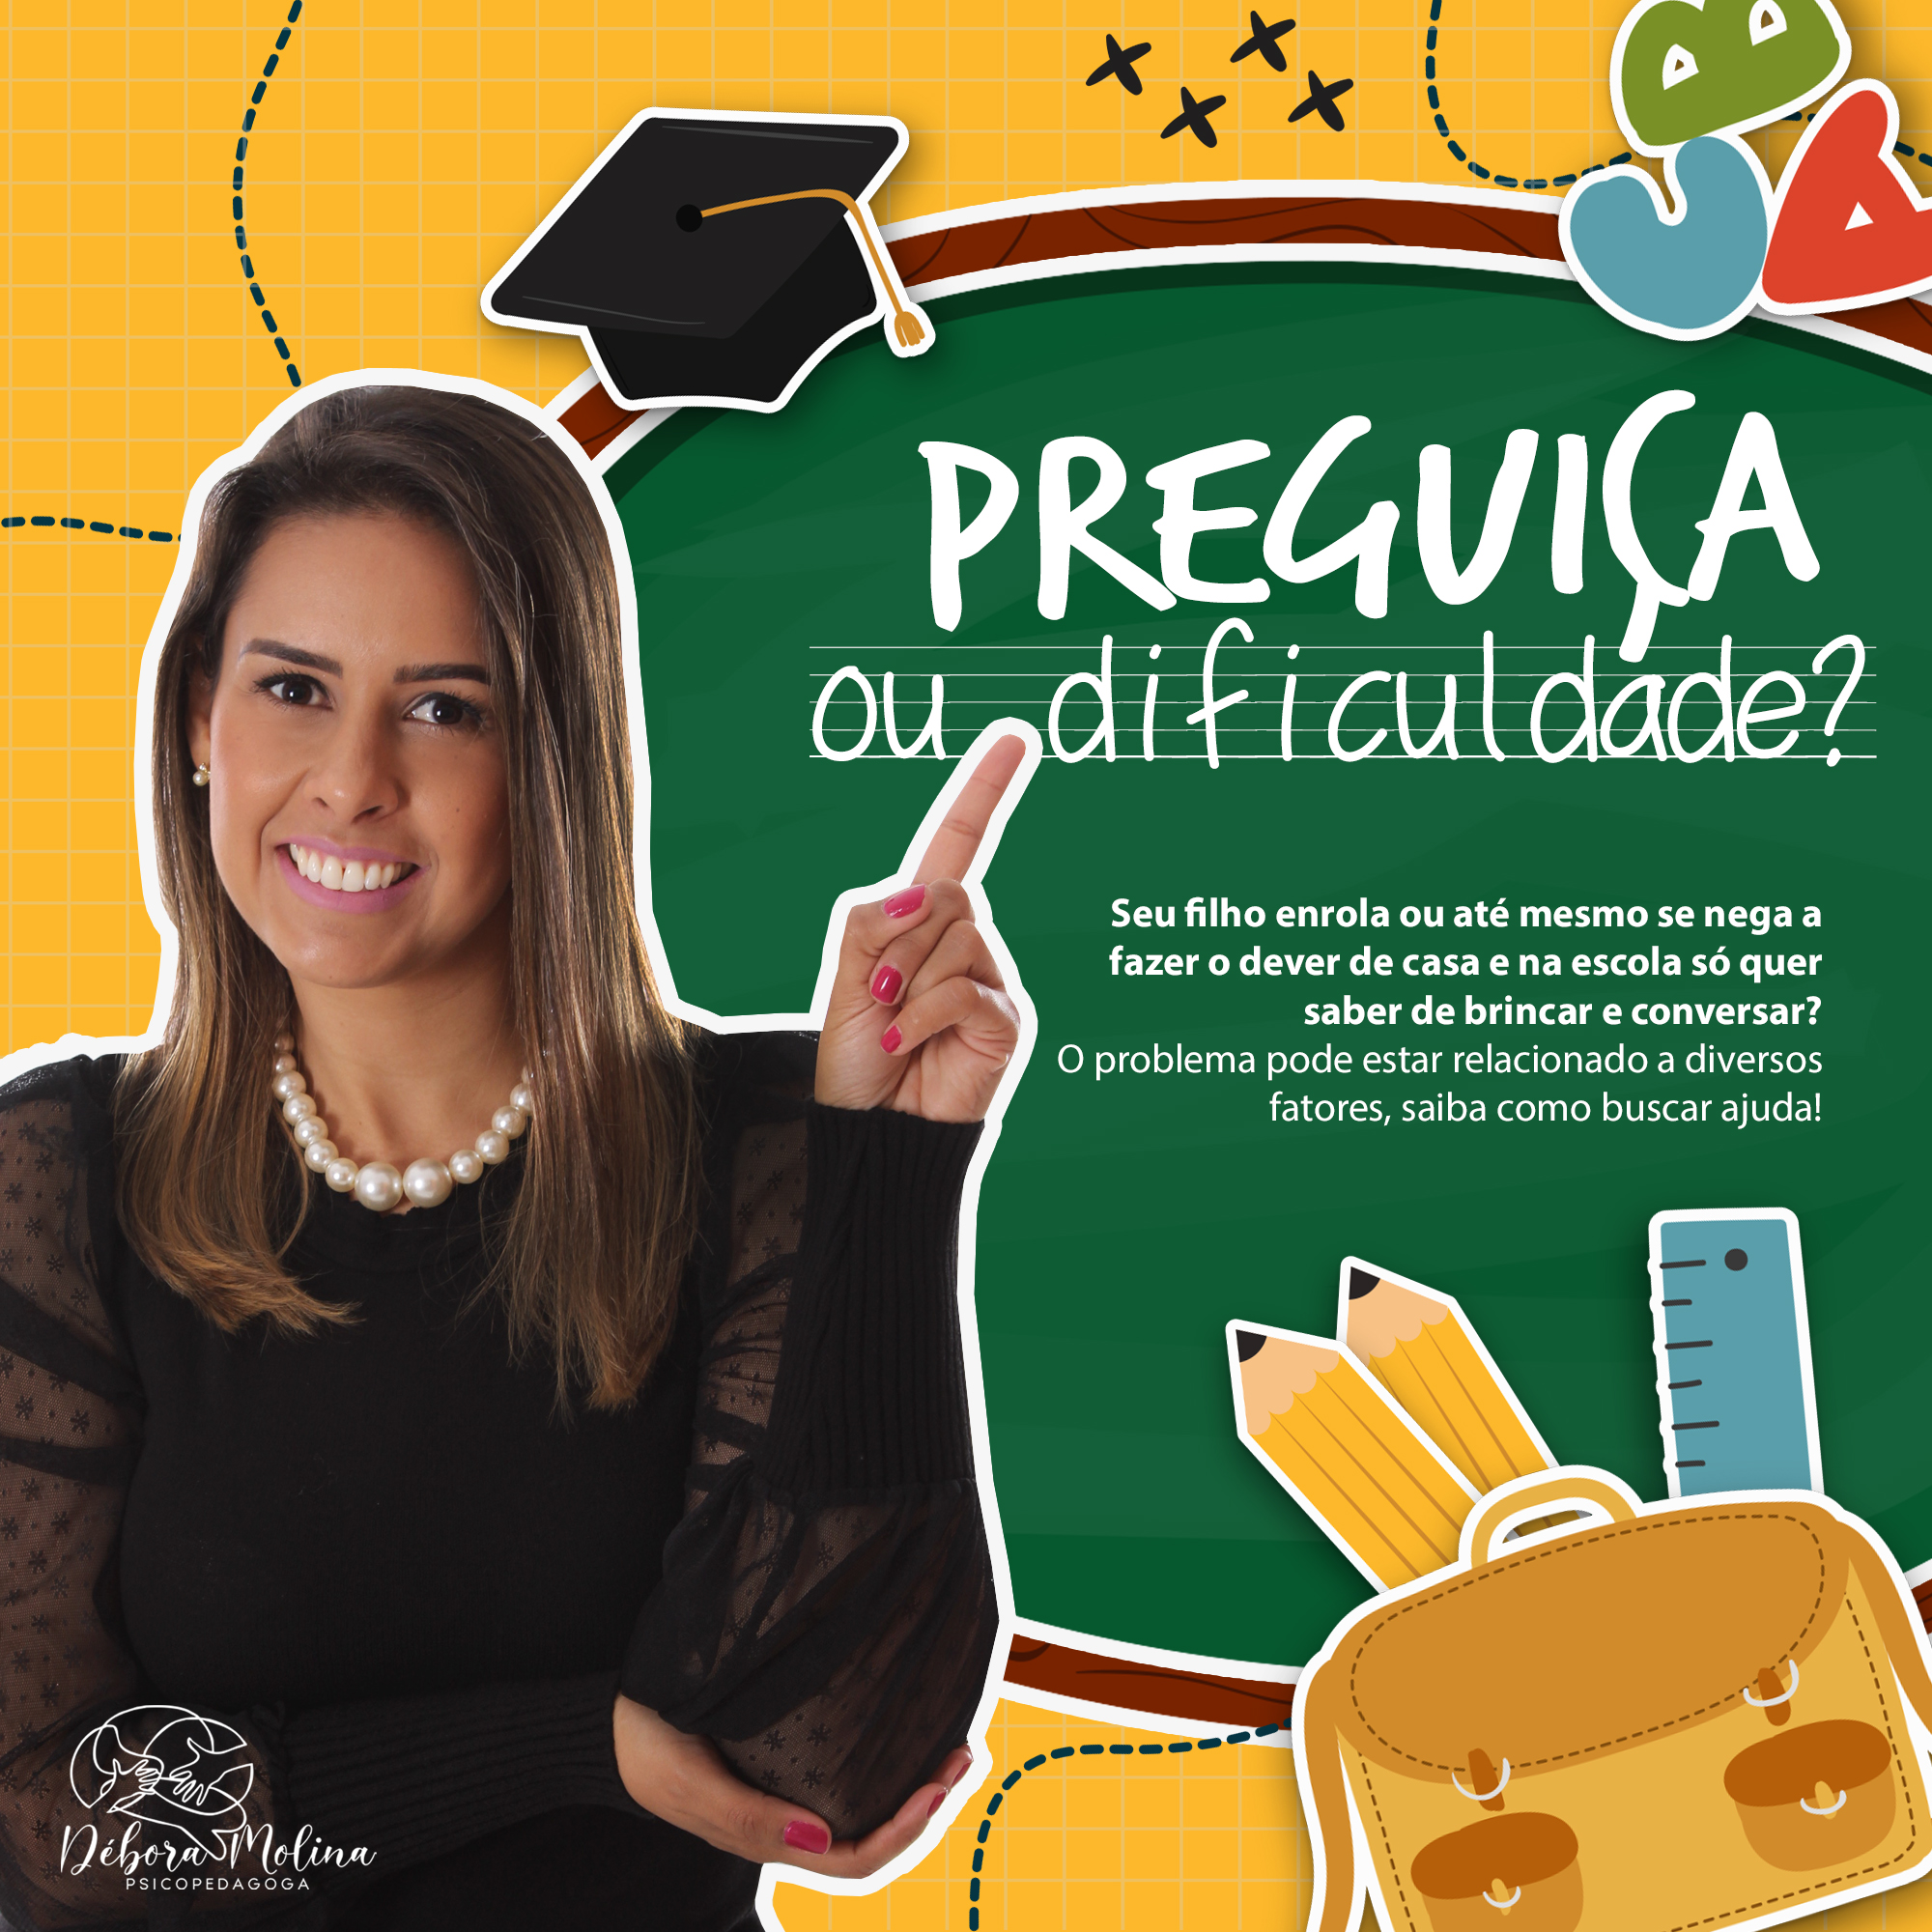 B
J A
PREGUIÇA
ou dificuldade?
Seu filho enrola ou até mesmo se nega a
fazer o dever de casa e na escola só quer
saber de brincar e conversar?
O problema pode estar relacionado a diversos
fatores, saiba como buscar ajuda!
Débora Molina
PSICOPEDAGOGA